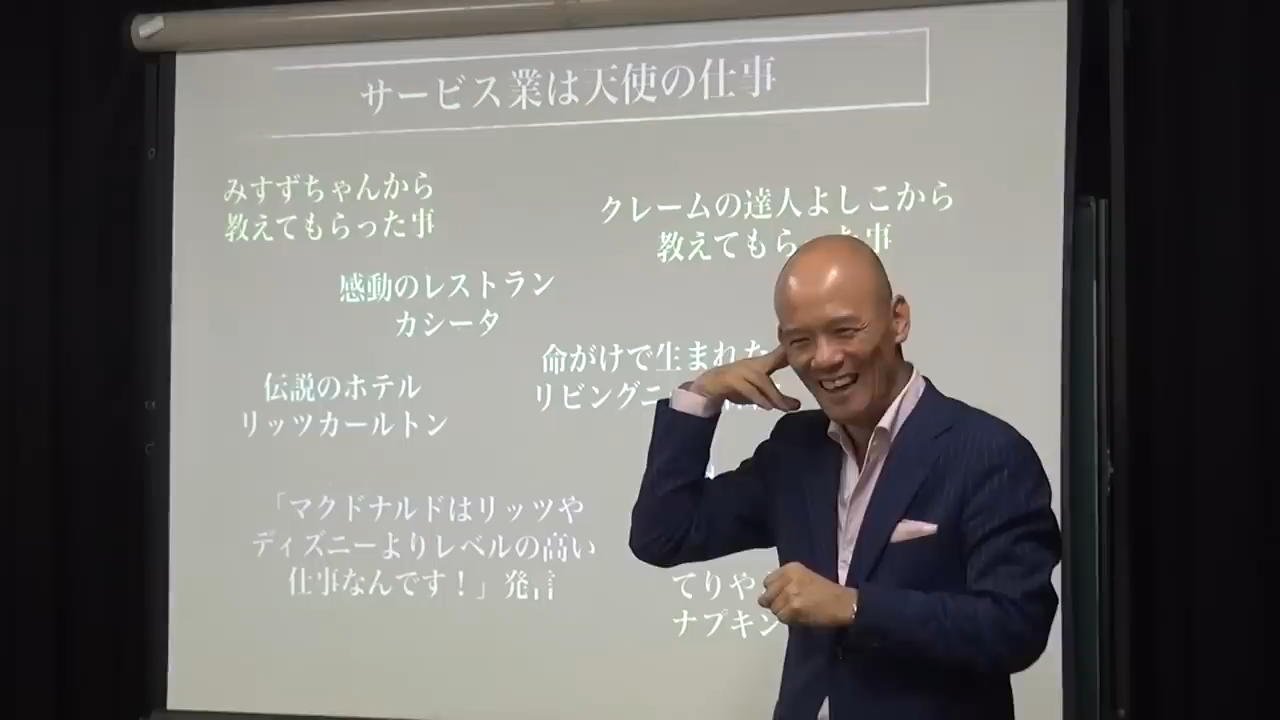 サービス業は天使の仕事
みすずちゃんから
教えてもらった事
クレームの達人よしこから
教えてもら
事
感動のレストラン
カシータ
命がけで生まれた
リビング
伝説のホテル
リッツカールトン
「マクドナルドはリッツや
ディズニーよりレベルの高い
仕事なんです！」発言
てりや
ナプキン